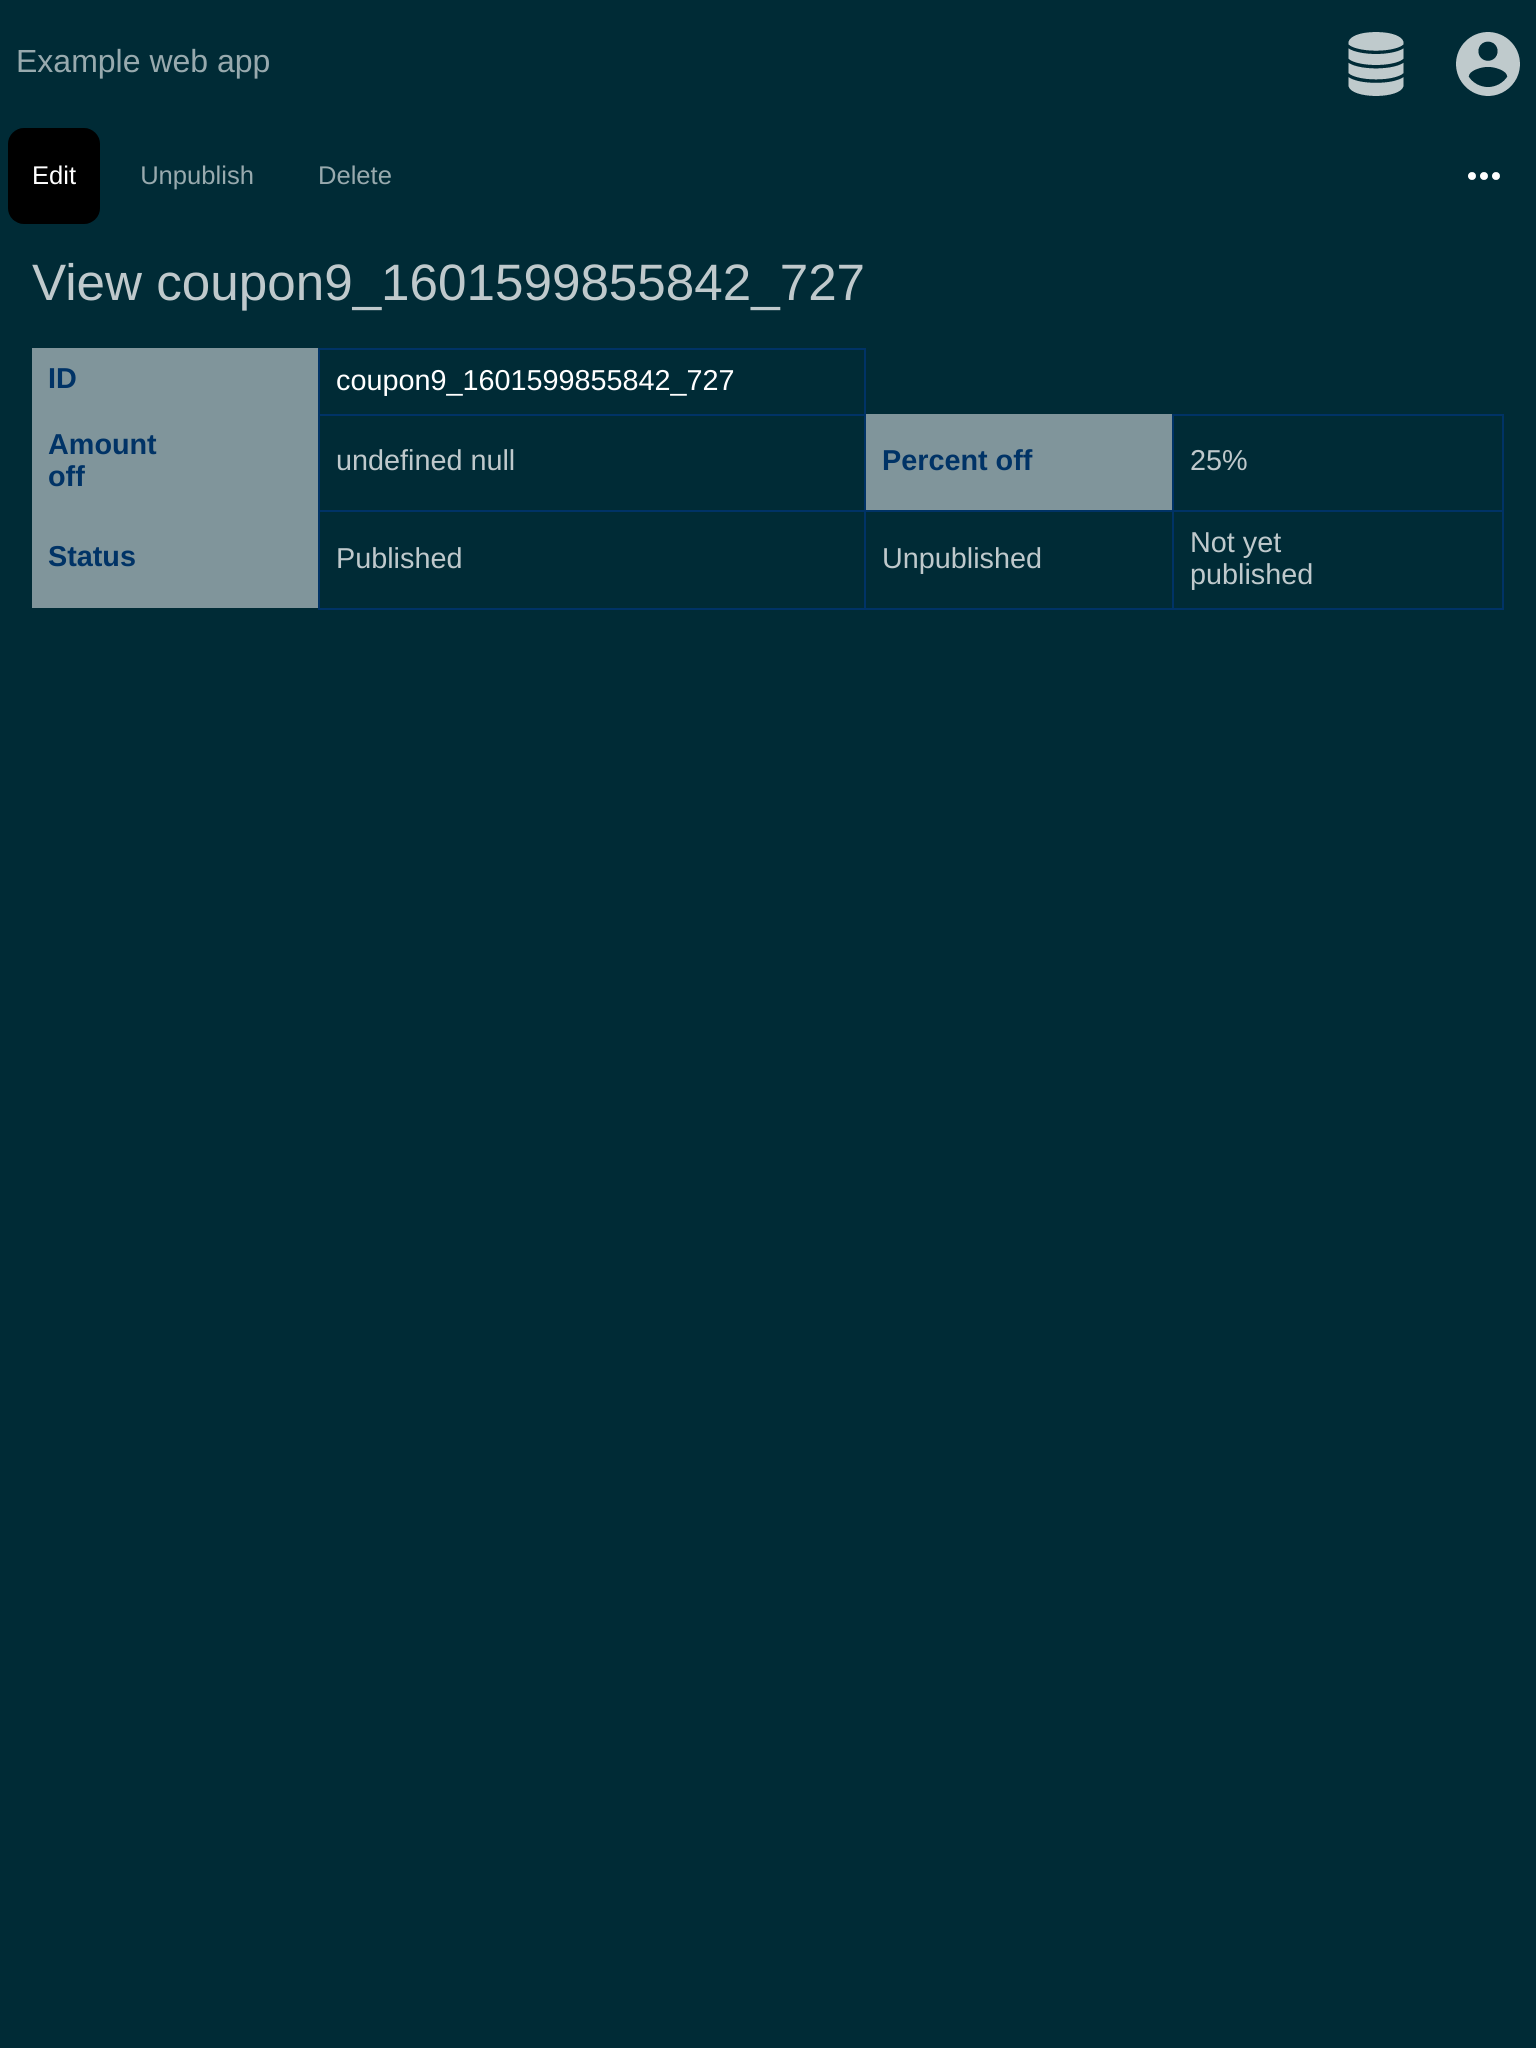 Example web app
Edit Unpublish Delete
View coupon9_1601599855842_727
ID coupon9_1601599855842_727
Amount
off undefined null Percent off 25%
Status Published Unpublished Not yet
published